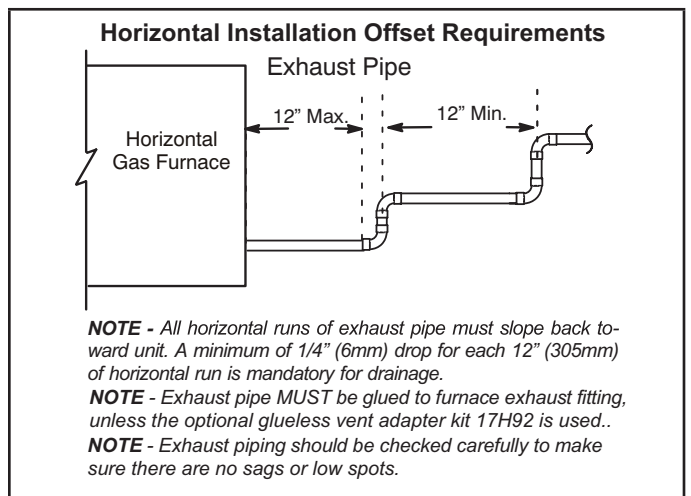 Horizontal Installation Offset Requirements
Exhaust Pipe
12” Max.
12” Min.
Horizontal
Gas Furnace
NOTE - All horizontal runs of exhaust pipe must slope back to-
ward unit. A minimum of 1/4” (6mm) drop for each 12” (305mm)
of horizontal run is mandatory for drainage.
NOTE - Exhaust pipe MUST be glued to furnace exhaust fitting,
unless the optional glueless vent adapter kit 17H92 is used..
NOTE - Exhaust piping should be checked carefully to make
sure there are no sags or low spots.